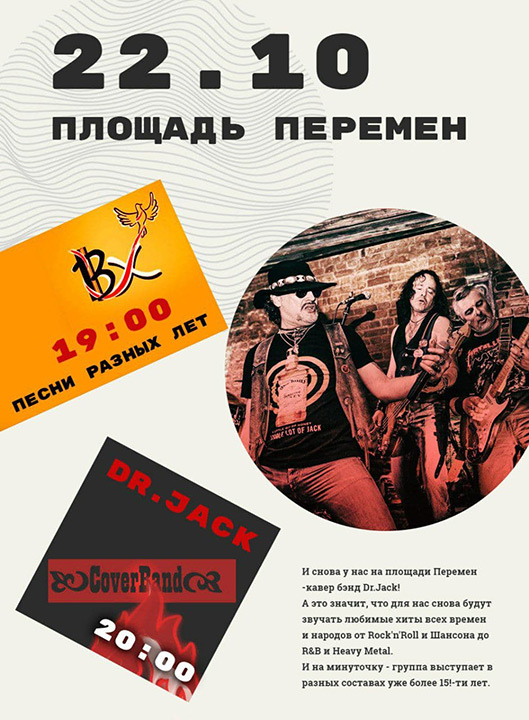 22.10
ПЛОЩАДЬ ПЕРЕМЕН
ВХ
19:00
ПЕСНИ РАЗНЫХ ЛЕТ
DR.JACK
CoverBand
20:00
И снова у нас на площади Перемен
-кавер бэнд Dr.Jack!
А это значит, что для нас снова будут
звучать любимые хиты всех времен
и народов от Rock'n'Roll и Шансона до
R&B и Heavy Metal.
И на минуточку - группа выступает в
разных составах уже более 15!-ти лет.